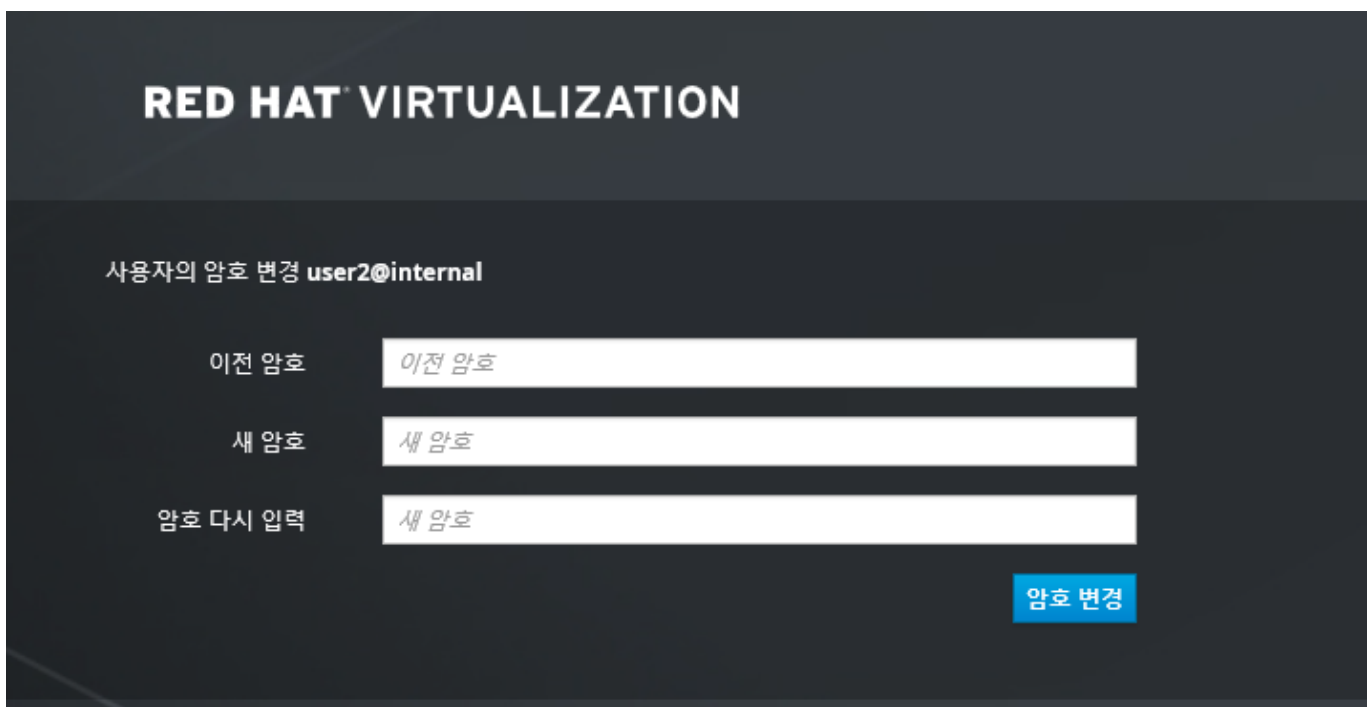 RED HAT® VIRTUALIZATION
사용자의 암호 변경 user2@internal
이전 암호 이전 암호
새 암호 새 암호
암호 다시 입력 새 암호
암호 변경